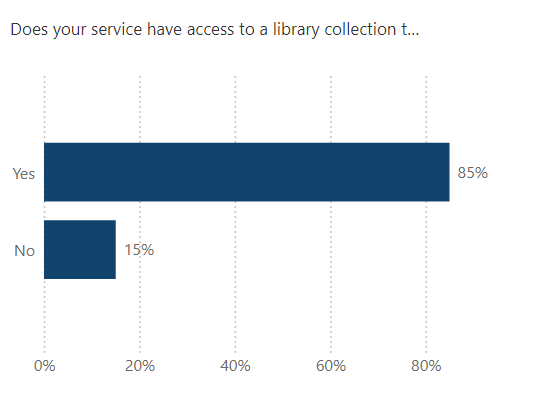 Does your service have access to a library collection t...
Yes 85%
No 15%
0% 20% 40% 60% 80%